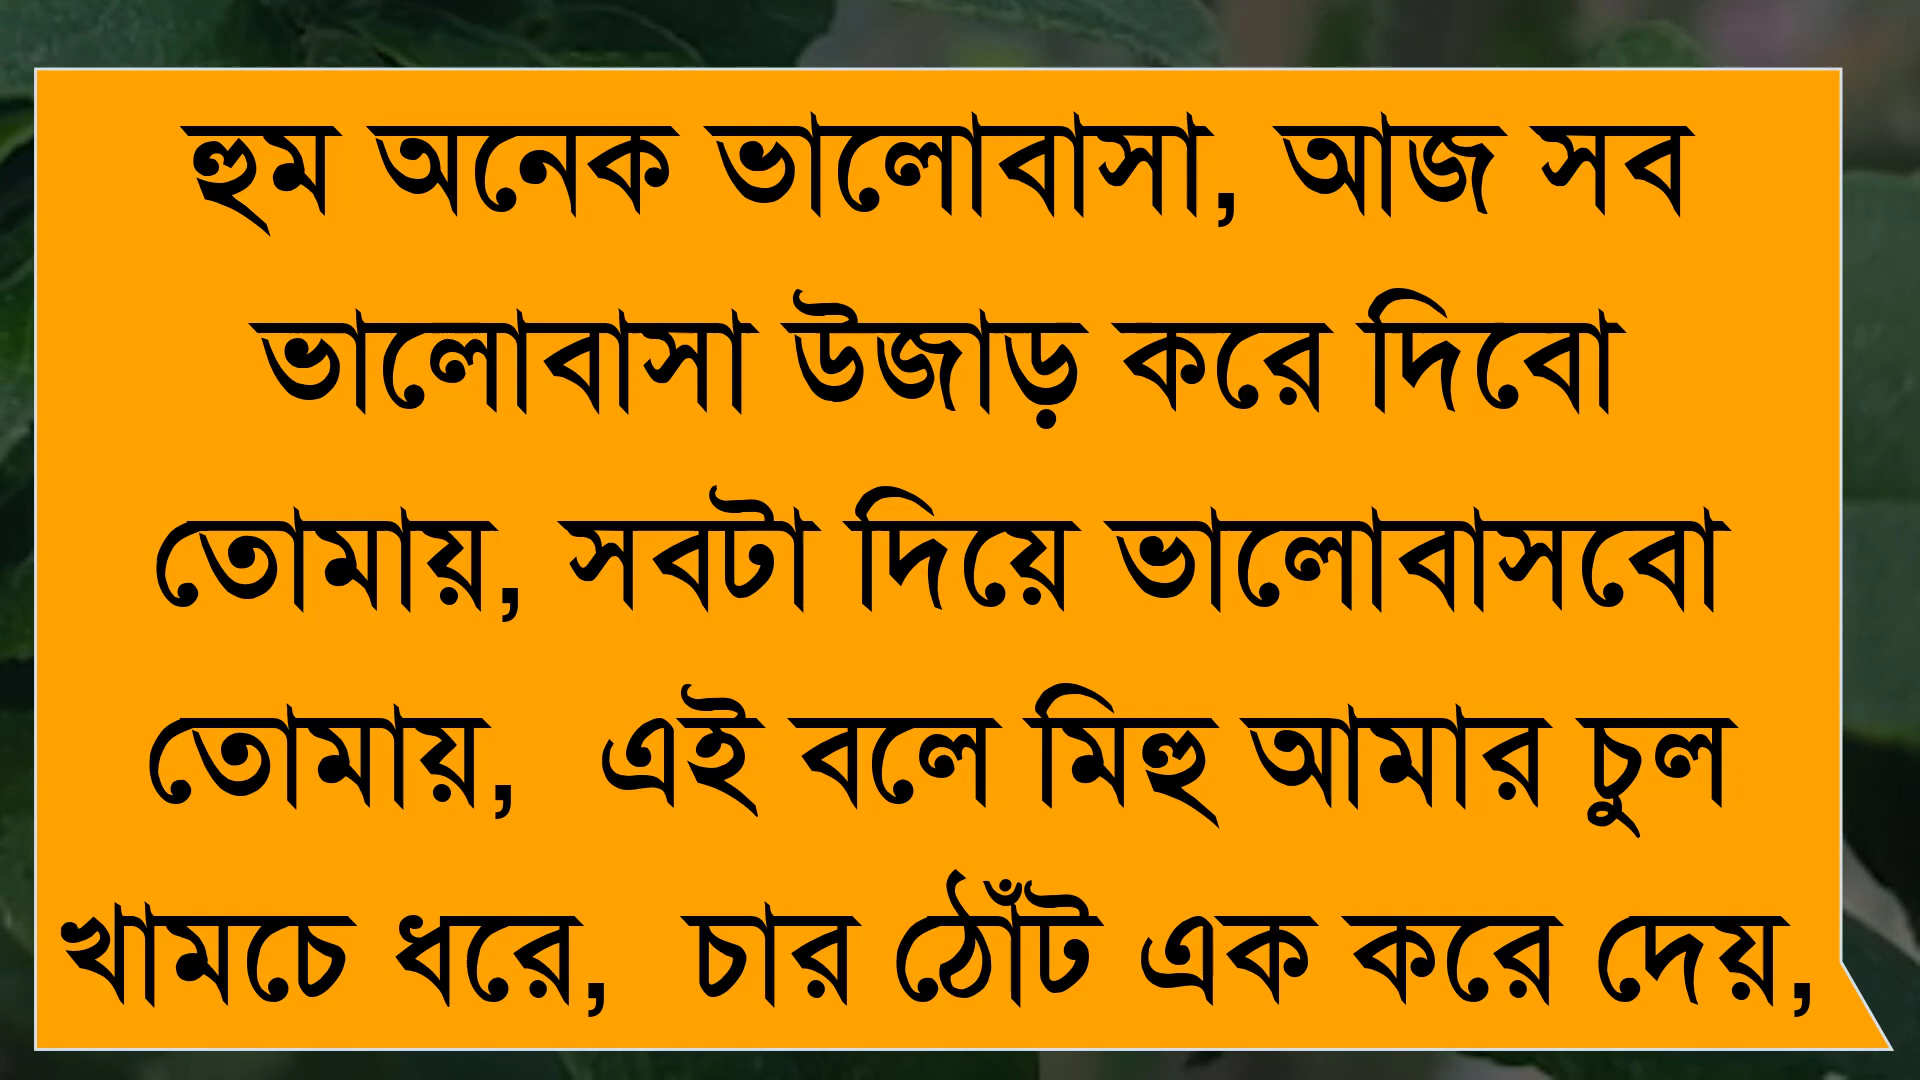 হুম অনেক ভালোবাসা, আজ সব
ভালোবাসা উজাড় করে দিবো
তোমায়, সবটা দিয়ে ভালোবাসবো
তোমায়,  এই বলে মিহু আমার চুল
খামচে ধরে,  চার ঠোঁট এক করে দেয়,